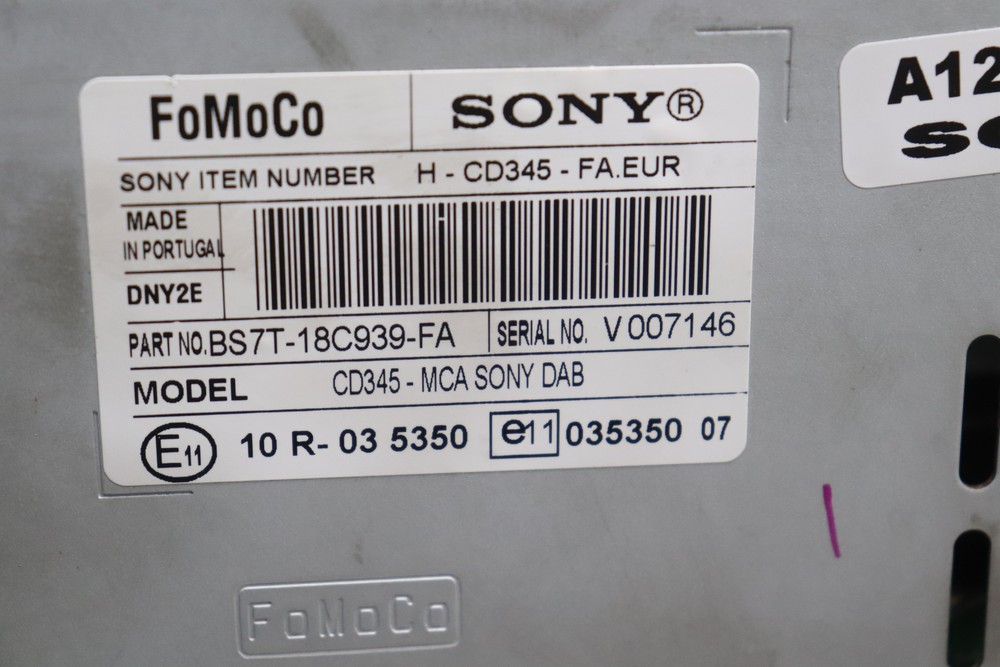 FoMoCo
SONY®
SONY ITEM NUMBER H - CD345 - FA.EUR
MADE
IN PORTUGAL
DNY2E
PART NO.BS7T-18C939-FA
SERIAL NO. V007146
MODEL CD345 - MCA SONY DAB
E11 10 R- 03 5350 e11 035350 07
A12
FoMoCo